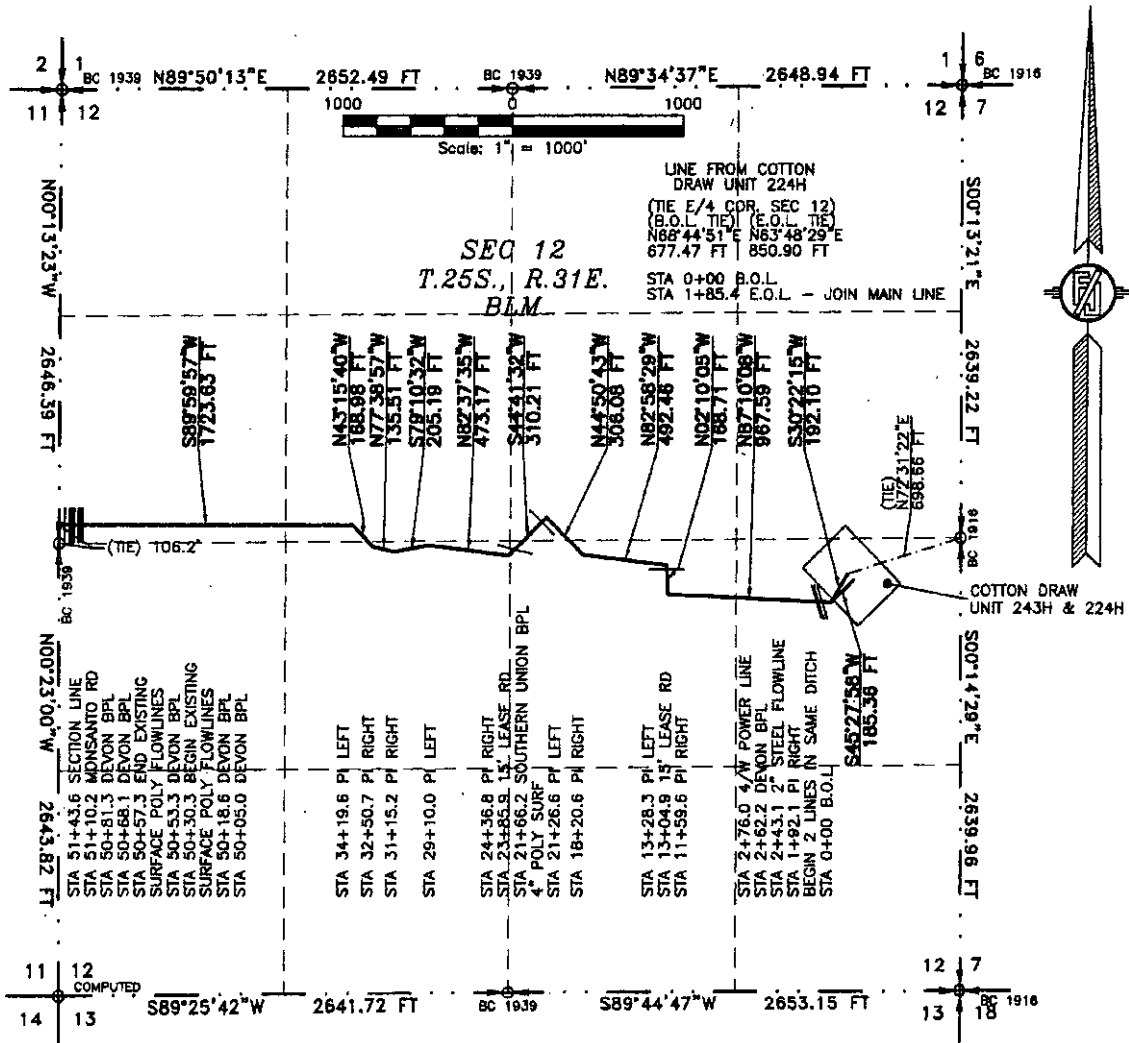 2 1
BC 1939 N89°50'13"E 2652.49 FT BC 1939 N89°34'37"E 2648.94 FT
1 6
BC 1916
11 12
12 7
1000 0 1000
Scale: 1" = 1000'
LINE FROM COTTON
DRAW UNIT 224H
(TIE E/4 COR. SEC 12)
(B.O.L. TIE) (E.O.L. TIE)
N68°44'51"E N63°48'29"E
677.47 FT 850.90 FT
STA 0+00 B.O.L.
STA 1+85.4 E.O.L. - JOIN MAIN LINE
SEC 12
T.25S., R.31E.
BLM
N00°13'23"W 2646.39 FT
S00°13'21"E 2639.22 FT
S89°59'57"W
1723.63 FT
N43°15'40"W
168.98 FT
N77°38'57"W
135.51 FT
S79°10'32"W
205.19 FT
N82°37'35"W
473.17 FT
S44°41'32"W
310.21 FT
N44°50'43"W
306.08 FT
N82°58'29"W
492.46 FT
N02°10'05"W
168.71 FT
N87°10'08"W
967.59 FT
S30°22'15"W
192.10 FT
(TIE)
N72°31'22"E
698.66 FT
(TIE) 106.2'
BC 1939
BC 1916
COTTON DRAW
UNIT 243H & 224H
S45°27'58"W
185.36 FT
N00°23'00"W 2643.82 FT
S00°14'29"E 2639.96 FT
STA 51+43.6 SECTION LINE
STA 51+10.2 MONSANTO RD
STA 50+81.3 DEVON BPL
STA 50+68.1 DEVON BPL
STA 50+57.3 END EXISTING
SURFACE POLY FLOWLINES
STA 50+53.3 DEVON BPL
STA 50+30.3 BEGIN EXISTING
SURFACE POLY FLOWLINES
STA 50+18.6 DEVON BPL
STA 50+05.0 DEVON BPL
STA 34+19.6 PI LEFT
STA 32+50.7 PI RIGHT
STA 31+15.2 PI RIGHT
STA 29+10.0 PI LEFT
STA 24+36.8 PI RIGHT
STA 23+85.9 15' LEASE RD
STA 21+66.2 SOUTHERN UNION BPL
4" POLY SURF
STA 21+26.6 PI LEFT
STA 18+20.6 PI RIGHT
STA 13+28.3 PI LEFT
STA 13+04.9 15' LEASE RD
STA 11+59.6 PI RIGHT
STA 2+76.0 4/W POWER LINE
STA 2+62.2 DEVON BPL
STA 2+43.1 2" STEEL FLOWLINE
STA 1+92.1 PI RIGHT
BEGIN 2 LINES IN SAME DITCH
STA 0+00 B.O.L.
11 12
COMPUTED
14 13
S89°25'42"W 2641.72 FT BC 1939 S89°44'47"W 2653.15 FT
12 7
BC 1916
13 18